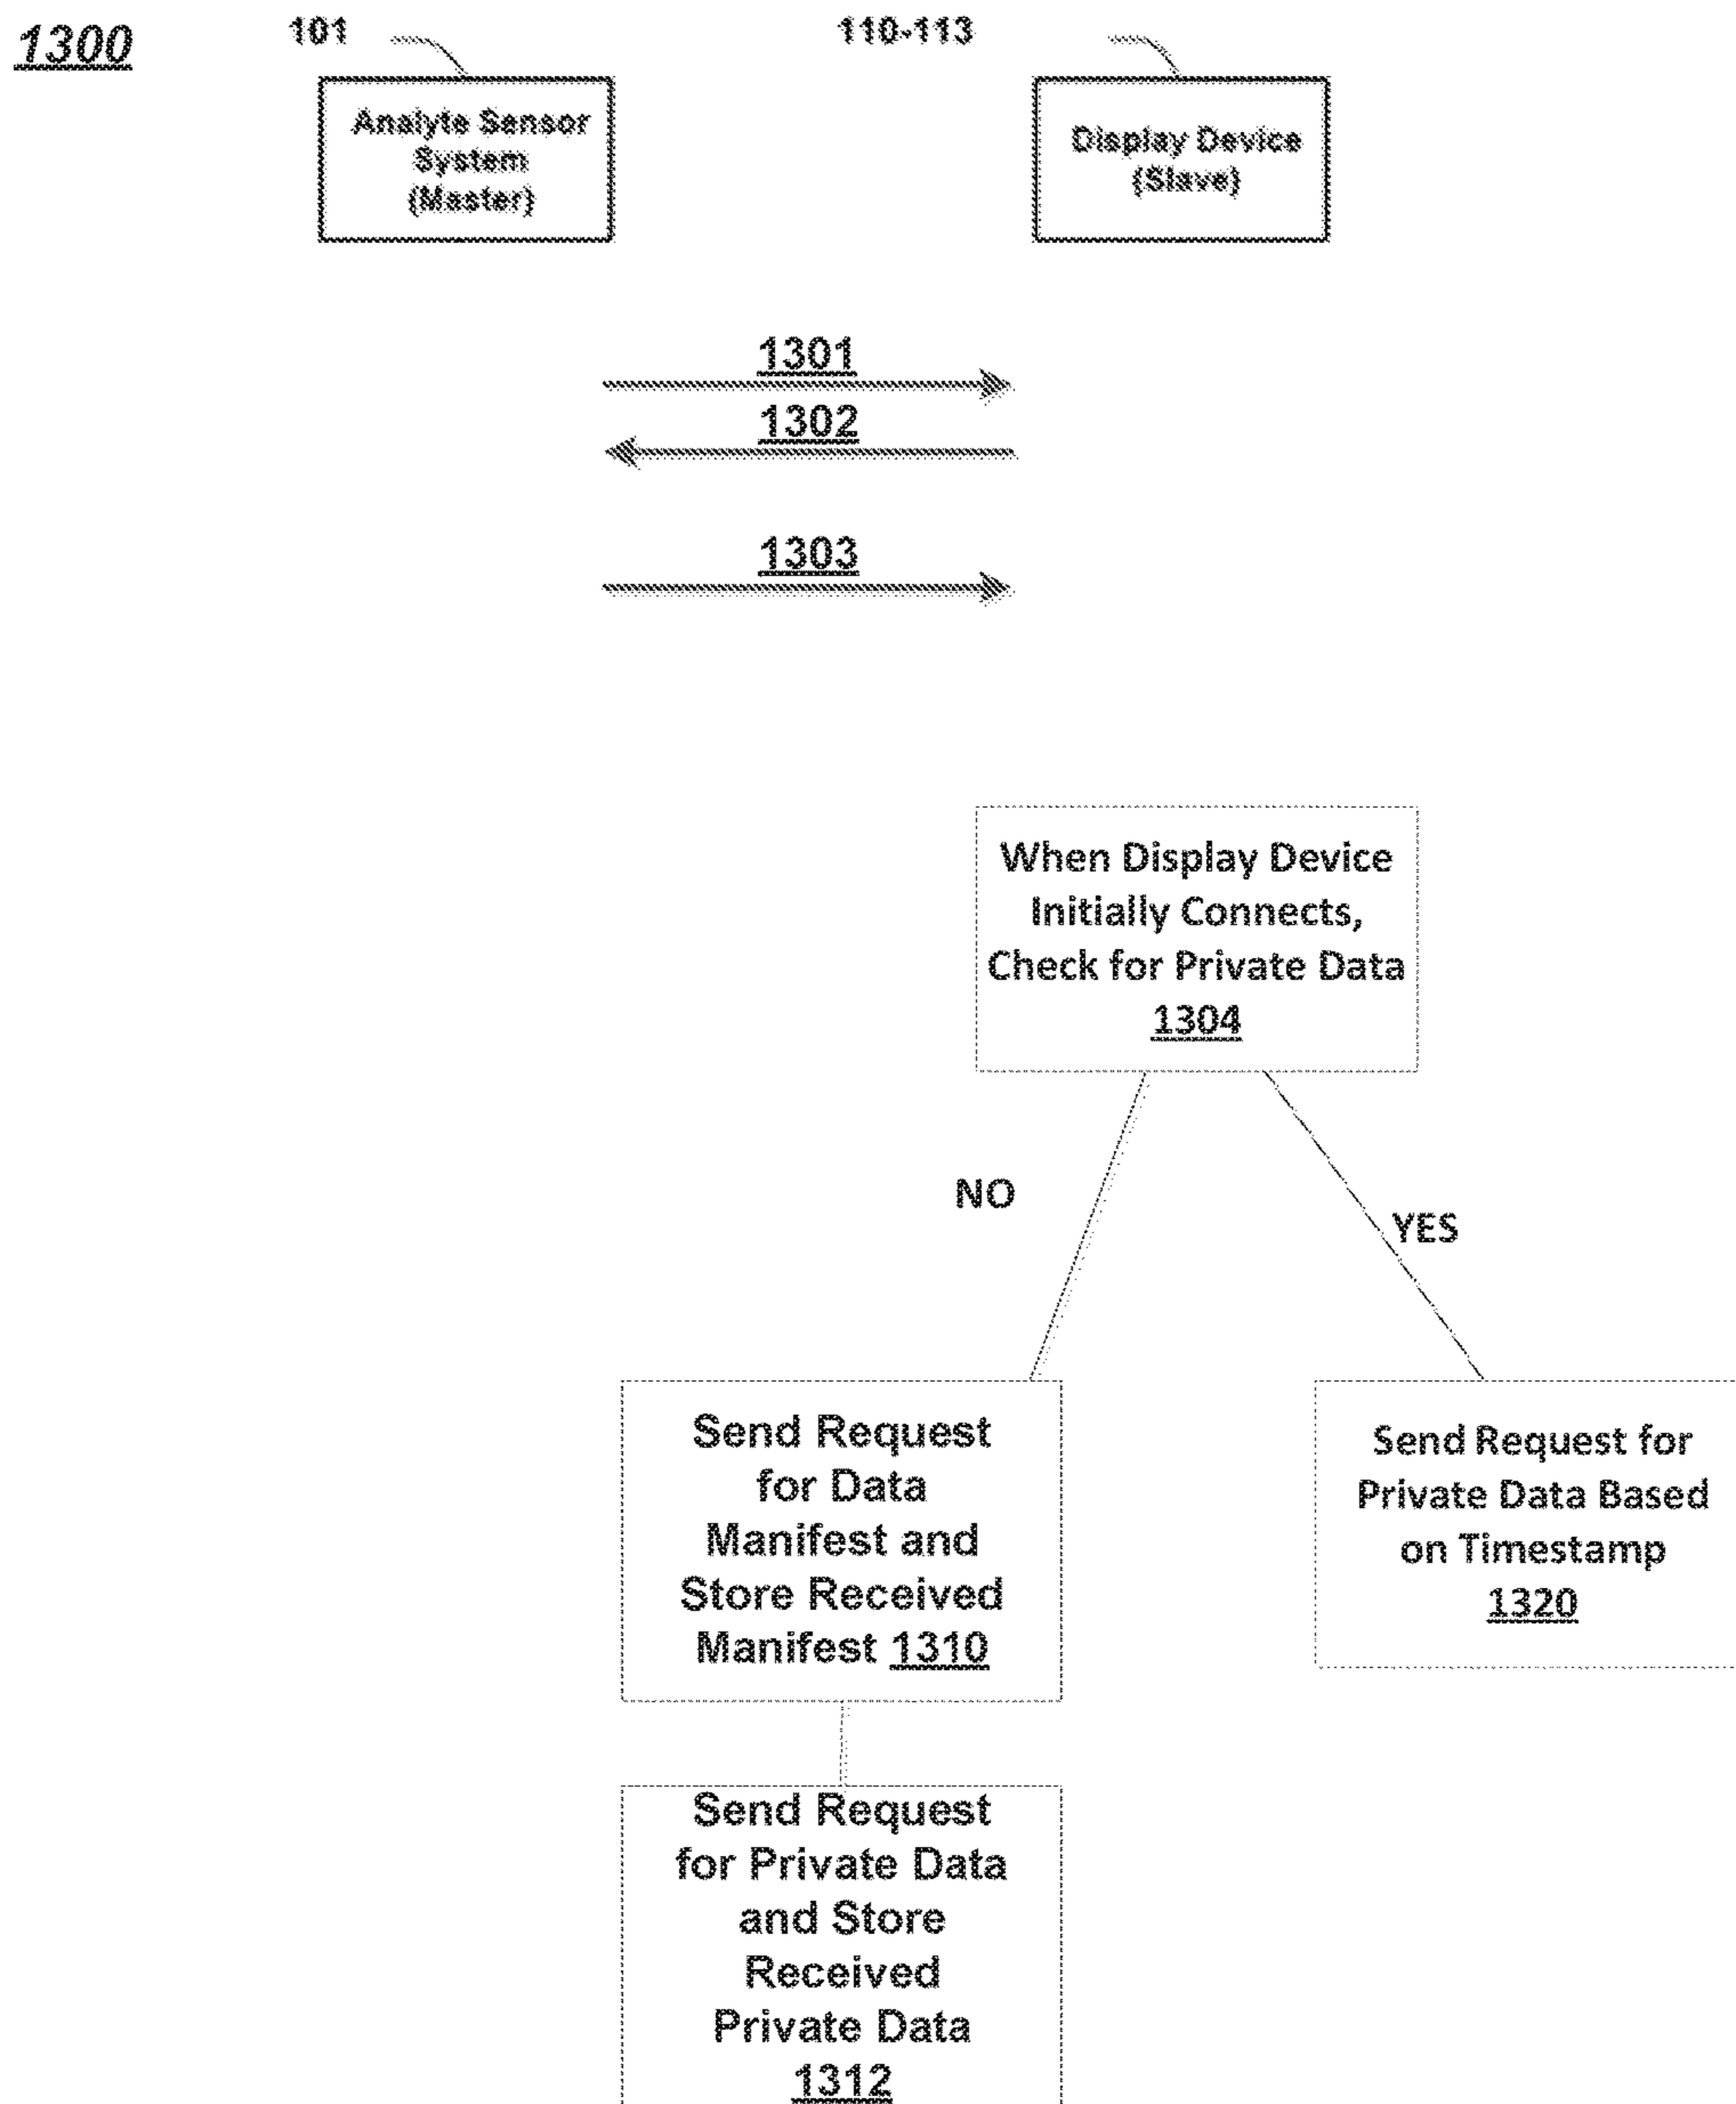 1300
101
110-113
Analyte Sensor
System
(Master)
Display Device
(Slave)
1301
1302
1303
When Display Device
Initially Connects,
Check for Private Data
1304
NO
YES
Send Request
for Data
Manifest and
Store Received
Manifest 1310
Send Request for
Private Data Based
on Timestamp
1320
Send Request
for Private Data
and Store
Received
Private Data
1312